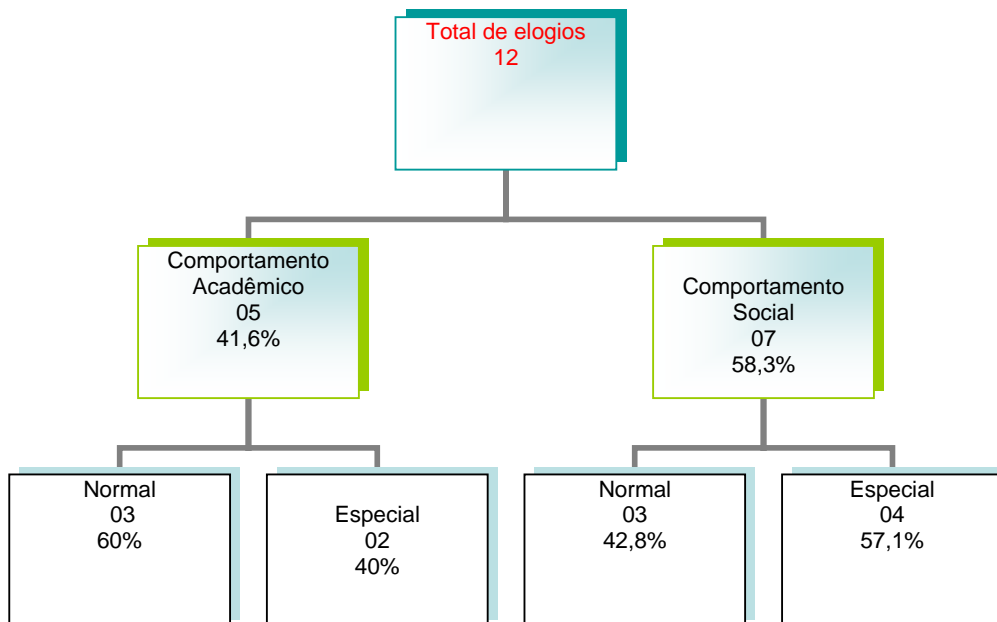 Total de elogios
12
Comportamento
Acadêmico
05
41,6%
Comportamento
Social
07
58,3%
Normal
03
60%
Especial
02
40%
Normal
03
42,8%
Especial
04
57,1%